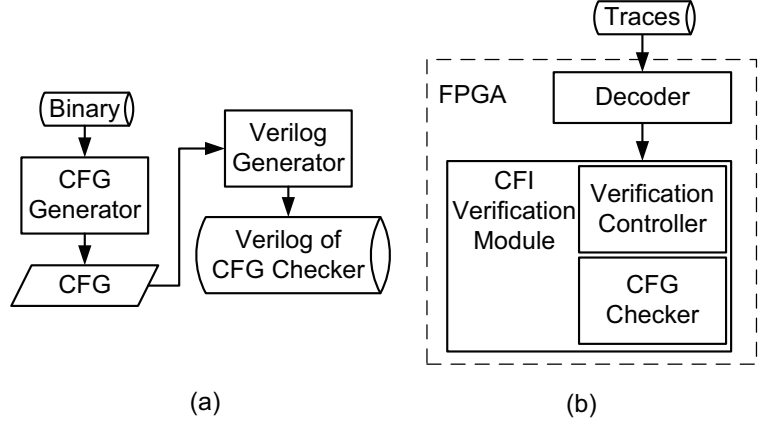 Binary
CFG
Generator
CFG
Verilog
Generator
Verilog of
CFG Checker
(a)
Traces
FPGA
Decoder
CFI
Verification
Module
Verification
Controller
CFG
Checker
(b)